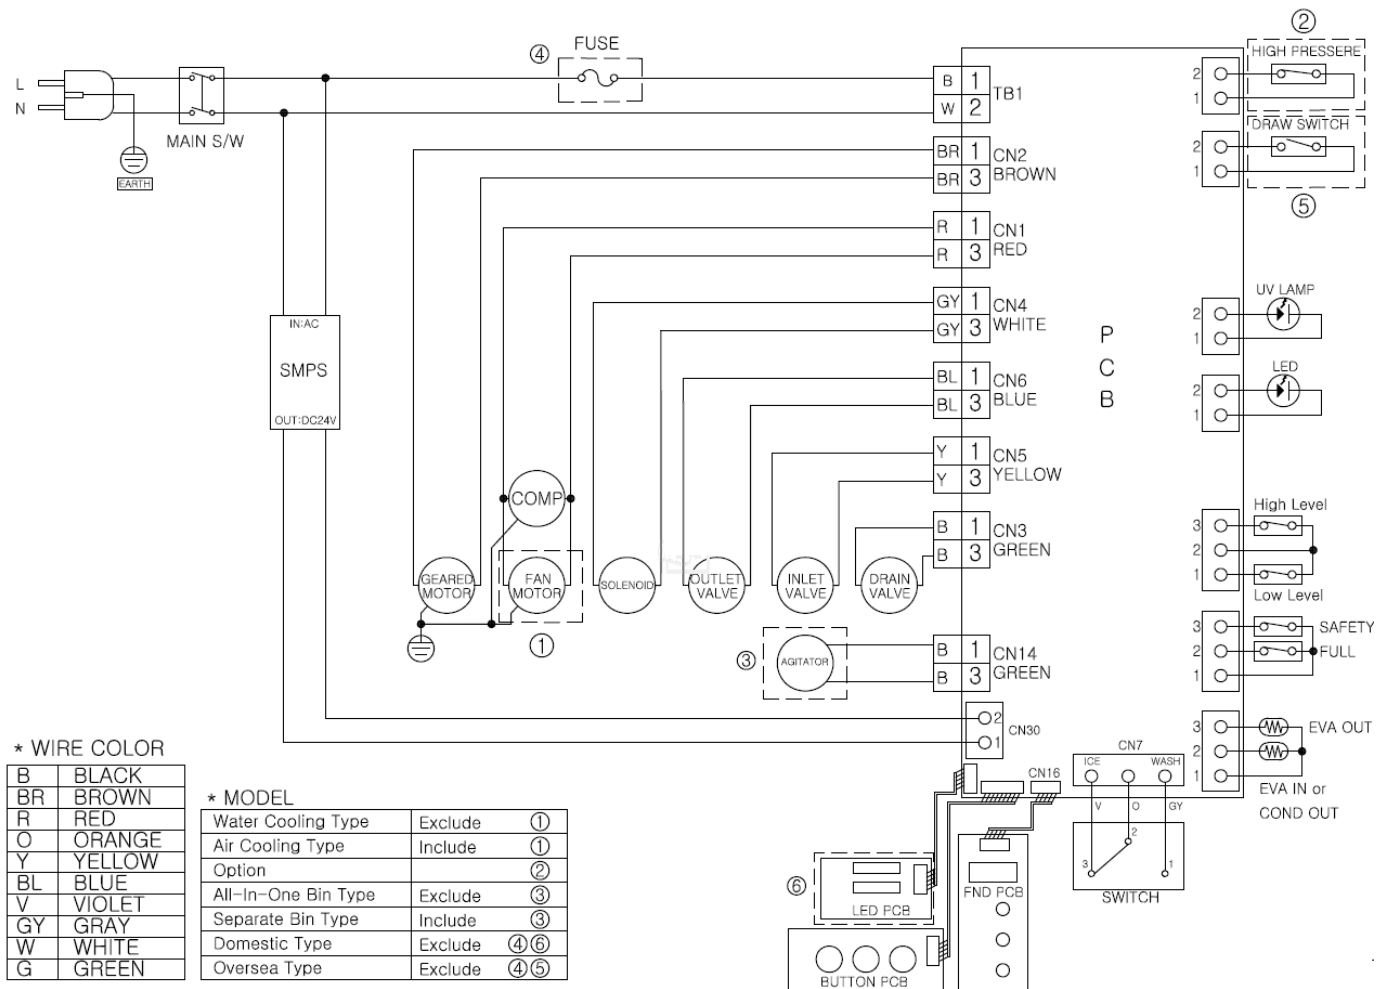 ②
④ FUSE
HIGH PRESSERE
L
N
MAIN S/W
EARTH
B 1
W 2
TB1
2
1
DRAW SWITCH
2
1
⑤
BR 1
BR 3
CN2
BROWN
R 1
R 3
CN1
RED
GY 1
GY 3
CN4
WHITE
UV LAMP
2
1
P
C
B
IN:AC
SMPS
OUT:DC24V
LED
2
1
BL 1
BL 3
CN6
BLUE
Y 1
Y 3
CN5
YELLOW
COMP
High Level
3
2
1
Low Level
B 1
B 3
CN3
GREEN
GEARED
MOTOR
FAN
MOTOR
SOLENOID
OUTLET
VALVE
INLET
VALVE
DRAIN
VALVE
①
③
AGITATOR
B 1
B 3
CN14
GREEN
3
2
1
SAFETY
FULL
2
1
CN30
3
2
1
EVA OUT
EVA IN or
COND OUT
CN16
CN7
ICE WASH
V O GY
3
2
1
SWITCH
⑥
LED PCB
FND PCB
BUTTON PCB
* WIRE COLOR
B BLACK
BR BROWN
R RED
O ORANGE
Y YELLOW
BL BLUE
V VIOLET
GY GRAY
W WHITE
G GREEN
* MODEL
Water Cooling Type Exclude ①
Air Cooling Type Include ①
Option ②
All-In-One Bin Type Exclude ③
Separate Bin Type Include ③
Domestic Type Exclude ④⑥
Oversea Type Exclude ④⑤